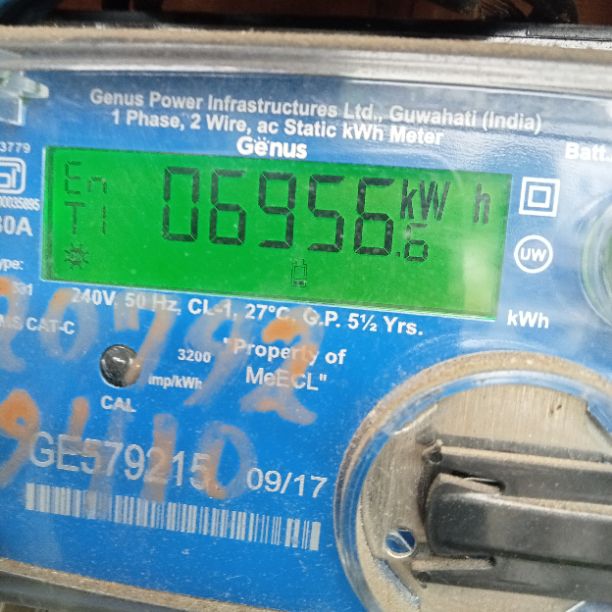 Genus Power Infrastructures Ltd., Guwahati (India)
1 Phase, 2 Wire, ac Static kWh Meter
Genus
3779
Batt
En
T1
06956.6 kW h
UW
kWh
240V, 50 Hz, CL-1, 27°C, G.P. 5½ Yrs.
CAT-C
3200
imp/kWh
CAL
"Property of
MeECL"
GE579215
09/17